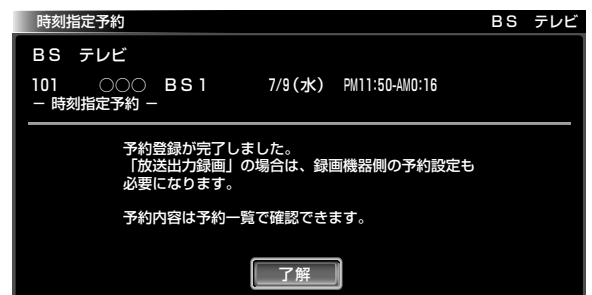 時刻指定予約 BS テレビ
BS テレビ
101 ○○○ BS1 7/9(水) PM11:50-AM0:16
－ 時刻指定予約 －
予約登録が完了しました。
「放送出力録画」の場合は、録画機器側の予約設定も
必要になります。
予約内容は予約一覧で確認できます。
了解